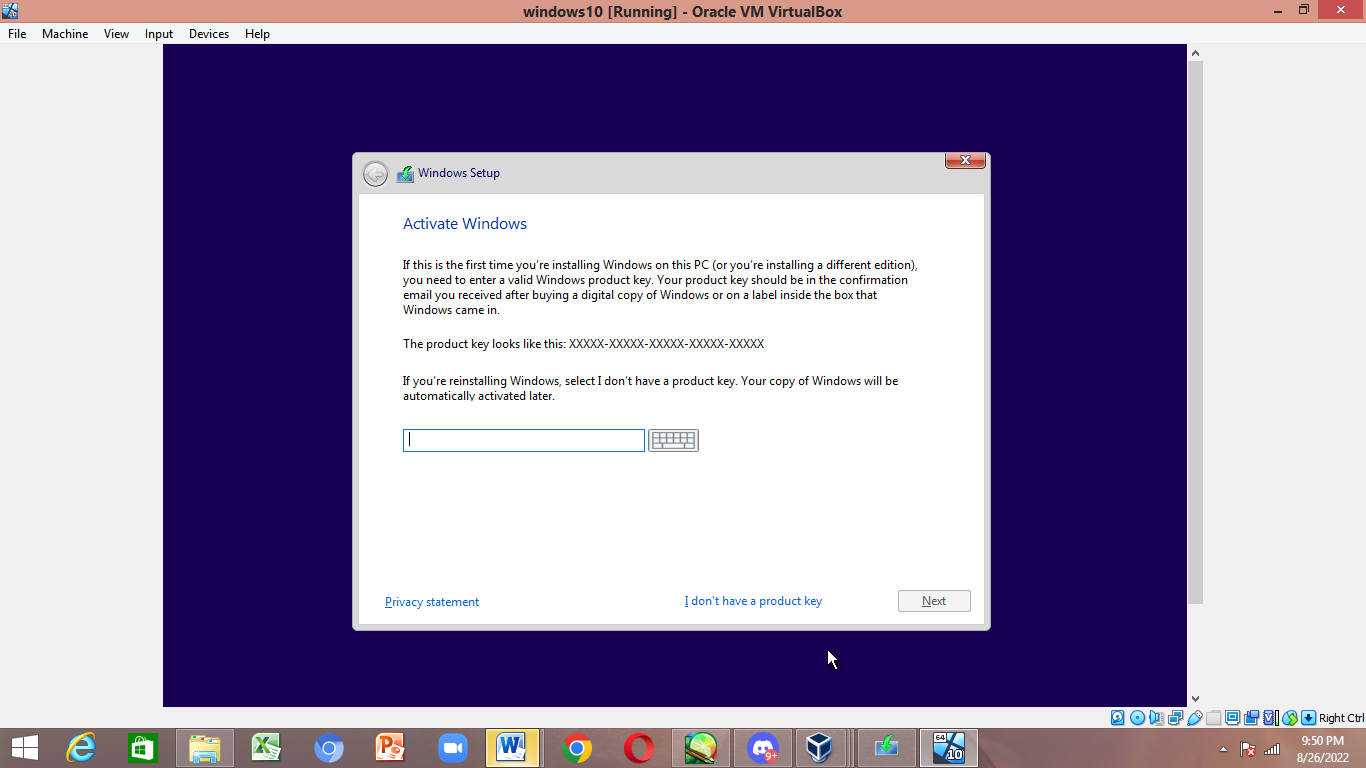 windows10 [Running] - Oracle VM VirtualBox
File Machine View Input Devices Help
Windows Setup
Activate Windows
If this is the first time you're installing Windows on this PC (or you're installing a different edition),
you need to enter a valid Windows product key. Your product key should be in the confirmation
email you received after buying a digital copy of Windows or on a label inside the box that
Windows came in.
The product key looks like this: XXXXX-XXXXX-XXXXX-XXXXX-XXXXX
If you're reinstalling Windows, select I don't have a product key. Your copy of Windows will be
automatically activated later.
Privacy statement I don't have a product key Next
Right Ctrl
9+
64
10
9:50 PM
8/26/2022